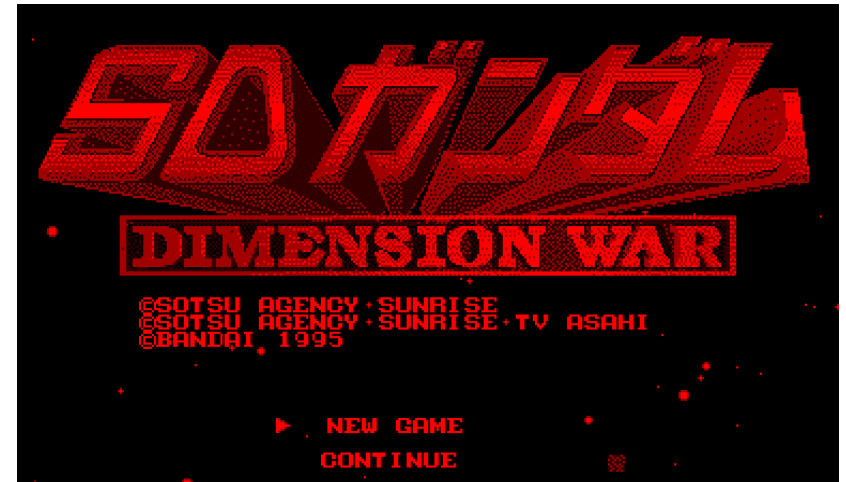 SDガンダム
DIMENSION WAR
©SOTSU AGENCY・SUNRISE
©SOTSU AGENCY・SUNRISE・TV ASAHI
©BANDAI 1995
▶ NEW GAME
CONTINUE